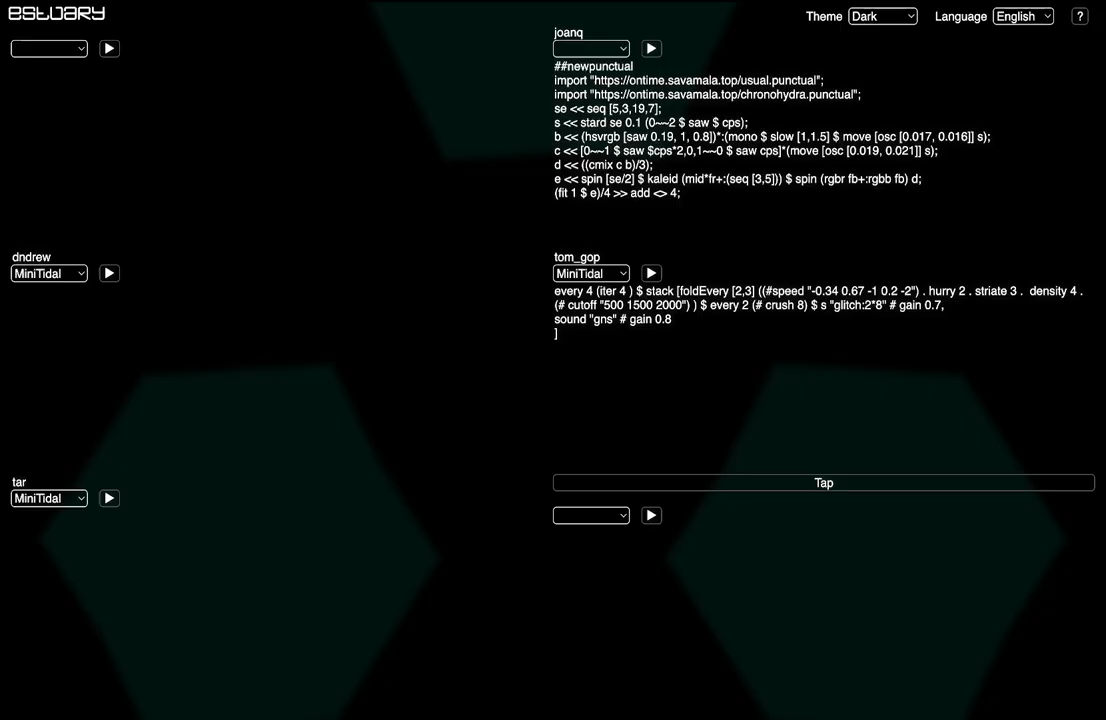 estuary
Theme Dark Language English ?
joanq
##newpunctual
import "https://ontime.savamala.top/usual.punctual";
import "https://ontime.savamala.top/chronohydra.punctual";
se << seq [5,3,19,7];
s << stard se 0.1 (0~~2 $ saw $ cps);
b << (hsvrgb [saw 0.19, 1, 0.8])*:(mono $ slow [1,1.5] $ move [osc [0.017, 0.016]] s);
c << [0~~1 $ saw $cps*2,0,1~~0 $ saw cps]*(move [osc [0.019, 0.021]] s);
d << ((cmix c b)/3);
e << spin [se/2] $ kaleid (mid*fr+:(seq [3,5])) $ spin (rgbr fb+:rgbb fb) d;
(fit 1 $ e)/4 >> add <> 4;
dndrew
MiniTidal
tom_gop
MiniTidal
every 4 (iter 4 ) $ stack [foldEvery [2,3] ((#speed "-0.34 0.67 -1 0.2 -2") . hurry 2 . striate 3 .  density 4 .
(# cutoff "500 1500 2000") ) $ every 2 (# crush 8) $ s "glitch:2*8" # gain 0.7,
sound "gns" # gain 0.8
]
tar
MiniTidal
Tap